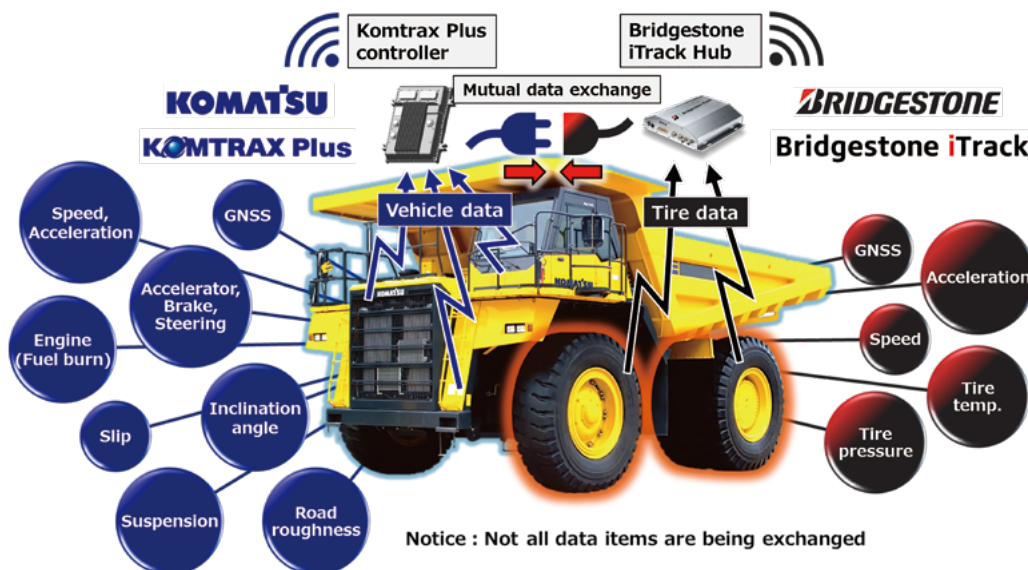 Komtrax Plus
controller
Bridgestone
iTrack Hub
Mutual data exchange
KOMATSU
KOMTRAX Plus
BRIDGESTONE
Bridgestone iTrack
Vehicle data
Tire data
Speed,
Acceleration
GNSS
Accelerator,
Brake,
Steering
Engine
(Fuel burn)
Slip
Inclination
angle
Suspension
Road
roughness
KOMATSU
GNSS
Acceleration
Speed
Tire
temp.
Tire
pressure
Notice : Not all data items are being exchanged